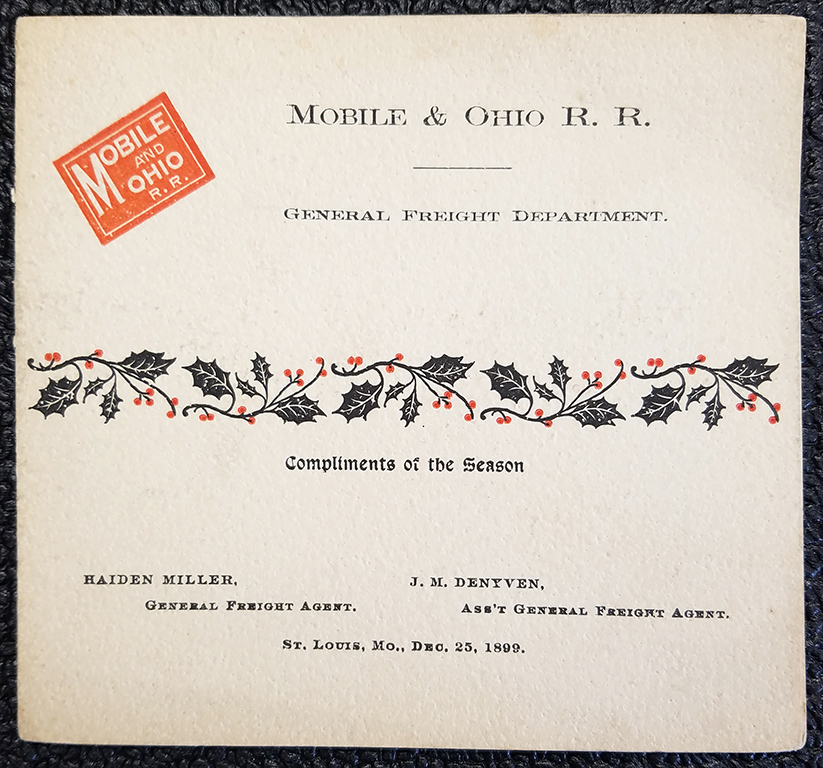 MOBILE
AND
OHIO
R. R.
MOBILE & OHIO R. R.
GENERAL FREIGHT DEPARTMENT.
Compliments of the Season
HAIDEN MILLER,
GENERAL FREIGHT AGENT.
J. M. DENYVEN,
ASS'T GENERAL FREIGHT AGENT.
ST. LOUIS, MO., DEC. 25, 1899.